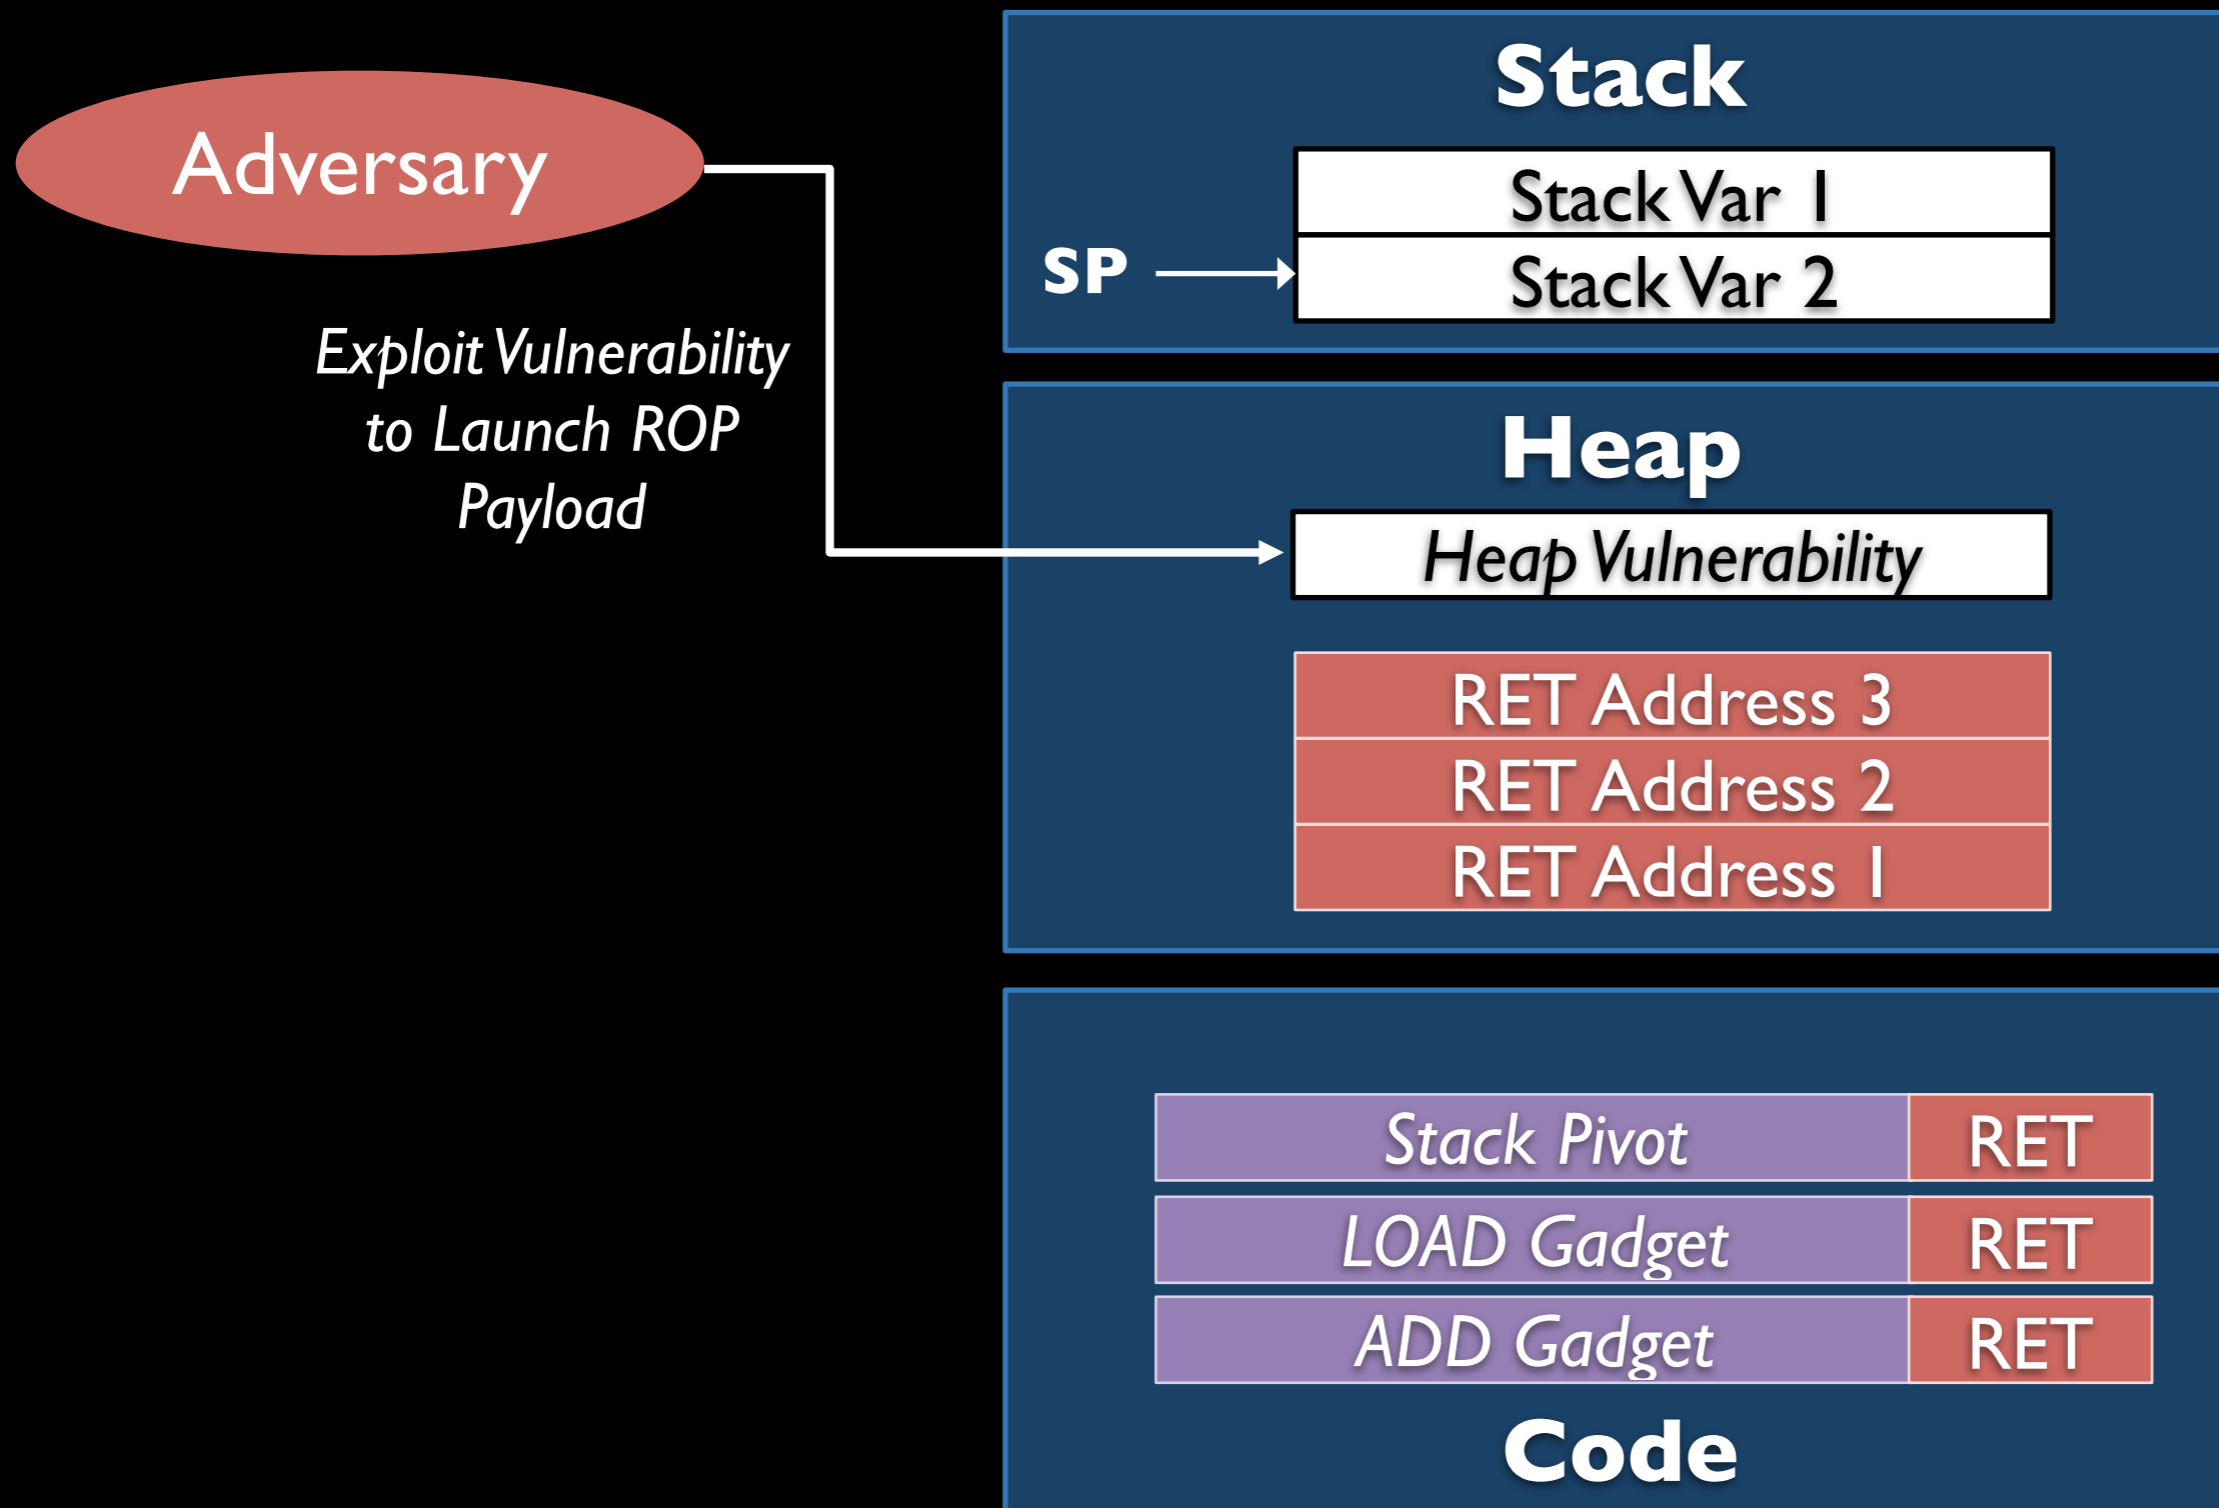 Adversary
Exploit Vulnerability
to Launch ROP
Payload
Stack
Stack Var 1
SP
Stack Var 2
Heap
Heap Vulnerability
RET Address 3
RET Address 2
RET Address 1
Stack Pivot RET
LOAD Gadget RET
ADD Gadget RET
Code